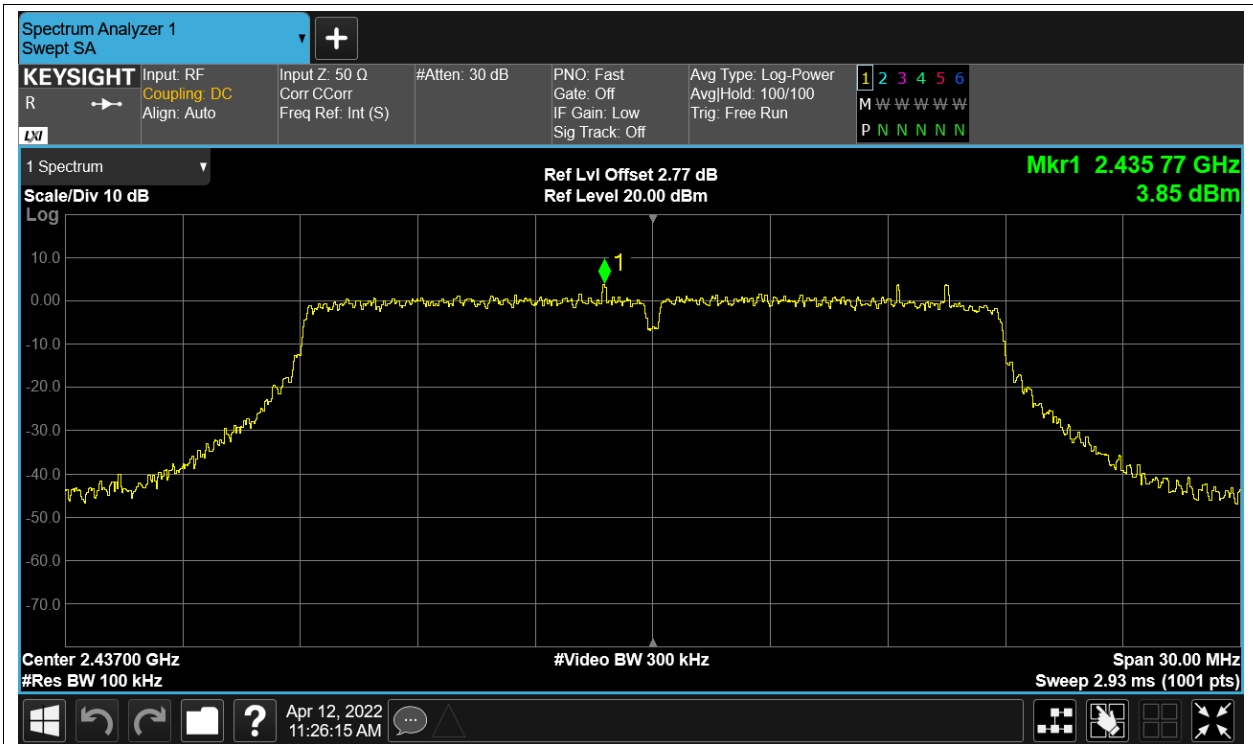 Spectrum Analyzer 1
Swept SA
KEYSIGHT
R
LXI
Input: RF
Coupling: DC
Align: Auto
Input Z: 50 Ω
Corr CCorr
Freq Ref: Int (S)
#Atten: 30 dB
PNO: Fast
Gate: Off
IF Gain: Low
Sig Track: Off
Avg Type: Log-Power
Avg|Hold: 100/100
Trig: Free Run
1 2 3 4 5 6
M W W W W W
P N N N N N
1 Spectrum
Scale/Div 10 dB
Log
Ref Lvl Offset 2.77 dB
Ref Level 20.00 dBm
Mkr1 2.435 77 GHz
3.85 dBm
1
10.0
0.00
-10.0
-20.0
-30.0
-40.0
-50.0
-60.0
-70.0
Center 2.43700 GHz
#Res BW 100 kHz
#Video BW 300 kHz
Span 30.00 MHz
Sweep 2.93 ms (1001 pts)
?
Apr 12, 2022
11:26:15 AM